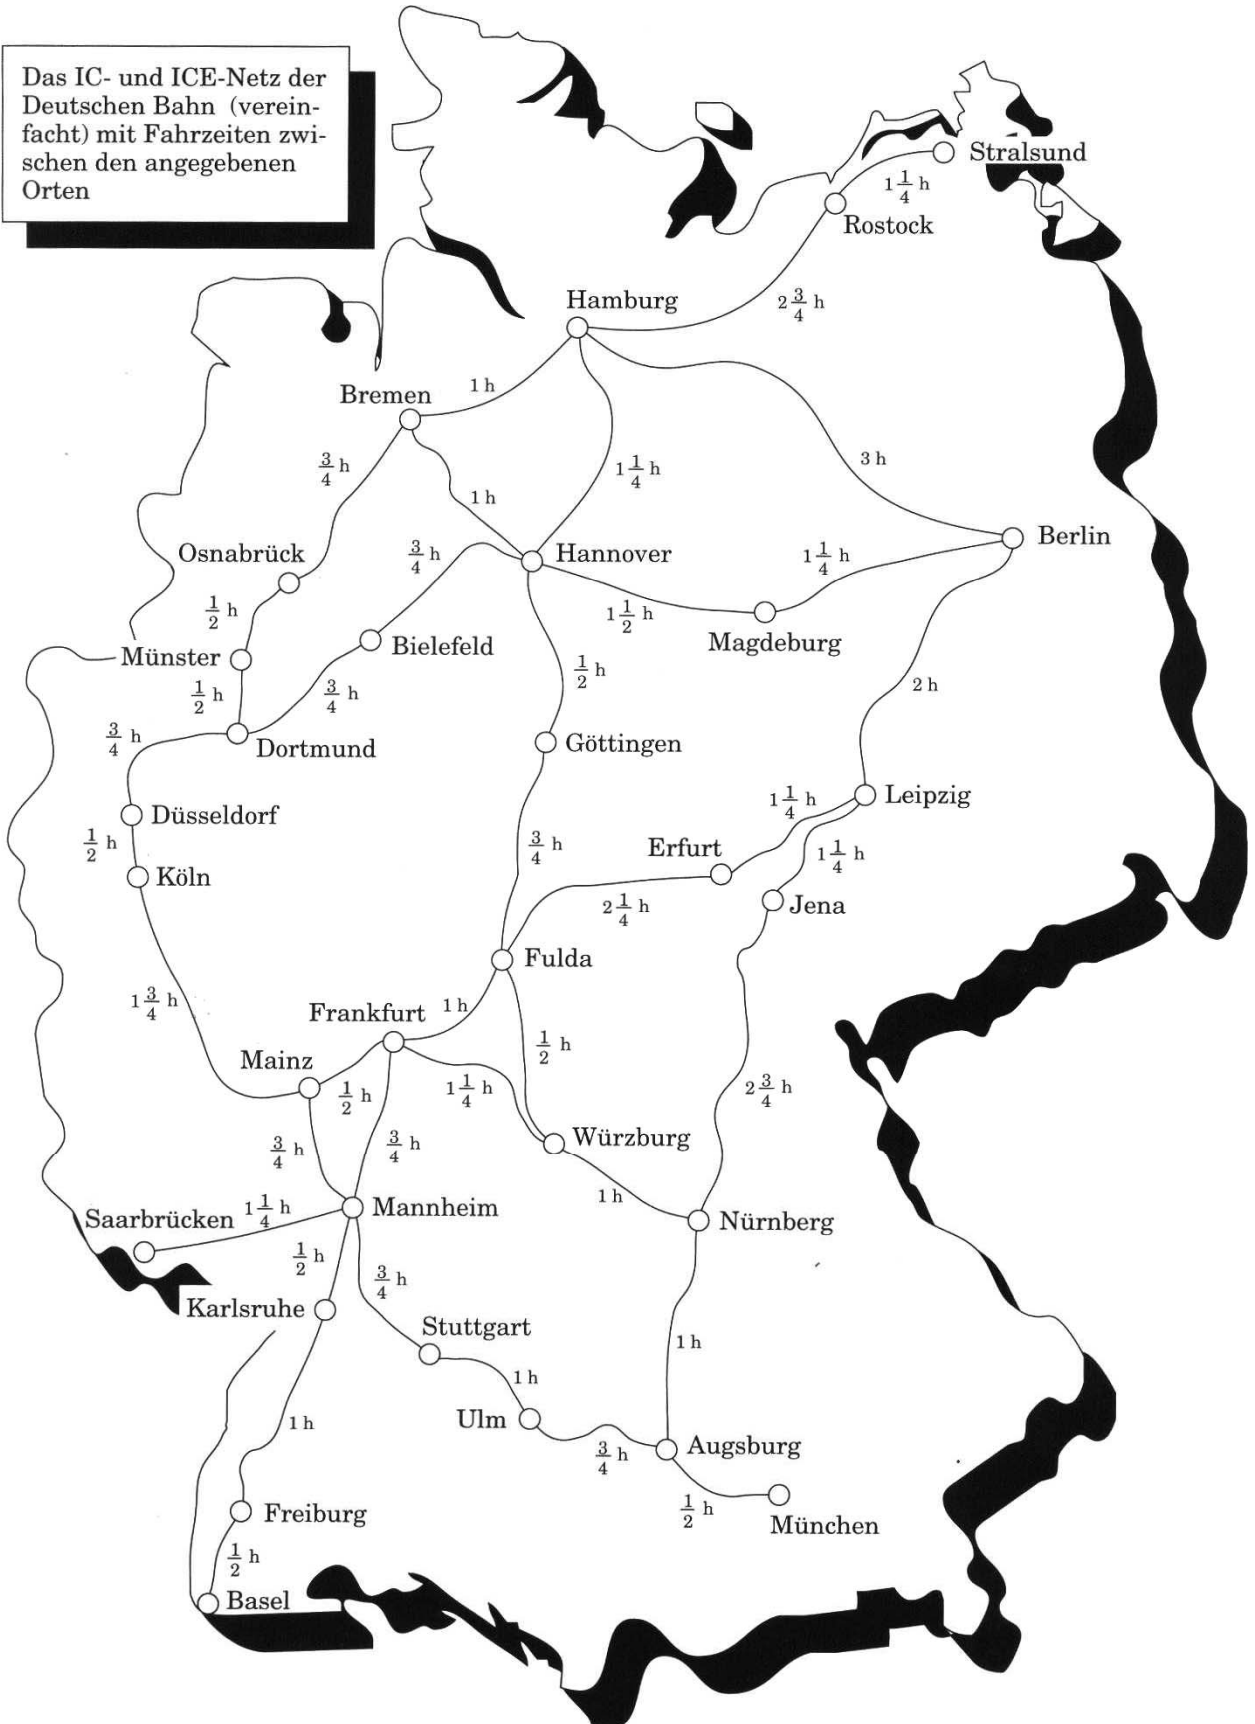 Das IC- und ICE-Netz der
Deutschen Bahn (verein-
facht) mit Fahrzeiten zwi-
schen den angegebenen
Orten
Stralsund
1 1/4 h
Rostock
Hamburg
2 3/4 h
1 h
Bremen
3/4 h
1 1/4 h
3 h
1 h
Berlin
Osnabrück
3/4 h
Hannover
1 1/4 h
1/2 h
1 1/2 h
Magdeburg
Bielefeld
Münster
1/2 h
2 h
1/2 h
3/4 h
3/4 h
Dortmund
Göttingen
Leipzig
1 1/4 h
Düsseldorf
1/2 h
3/4 h
Erfurt
1 1/4 h
Köln
2 1/4 h
Jena
Fulda
1 3/4 h
Frankfurt
1 h
1/2 h
Mainz
1/2 h
1 1/4 h
2 3/4 h
3/4 h
3/4 h
Würzburg
1 h
Saarbrücken
1 1/4 h
Mannheim
Nürnberg
1/2 h
3/4 h
Karlsruhe
Stuttgart
1 h
1 h
Ulm
1 h
3/4 h
Augsburg
1/2 h
München
Freiburg
1/2 h
Basel